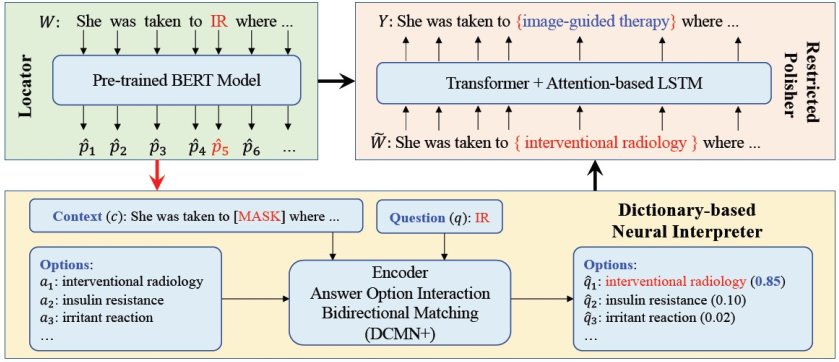 Locator
W: She was taken to IR where ...
Pre-trained BERT Model
p̂1 p̂2 p̂3 p̂4 p̂5 p̂6 ...
Restricted Polisher
Y: She was taken to {image-guided therapy} where ...
Transformer + Attention-based LSTM
W̃: She was taken to { interventional radiology } where ...
Dictionary-based
Neural Interpreter
Context (c): She was taken to [MASK] where ...
Question (q): IR
Options:
a1: interventional radiology
a2: insulin resistance
a3: irritant reaction
...
Encoder
Answer Option Interaction
Bidirectional Matching
(DCMN+)
Options:
q̂1: interventional radiology (0.85)
q̂2: insulin resistance (0.10)
q̂3: irritant reaction (0.02)
...